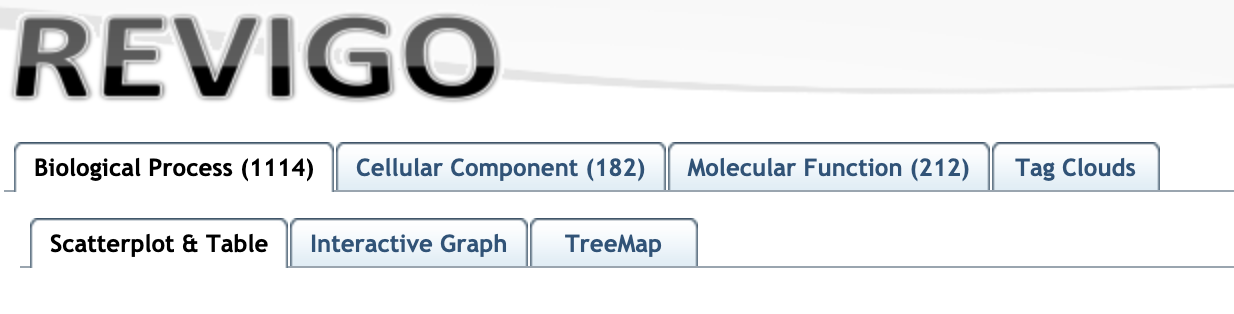 REVIGO
Biological Process (1114) Cellular Component (182) Molecular Function (212) Tag Clouds
Scatterplot & Table Interactive Graph TreeMap